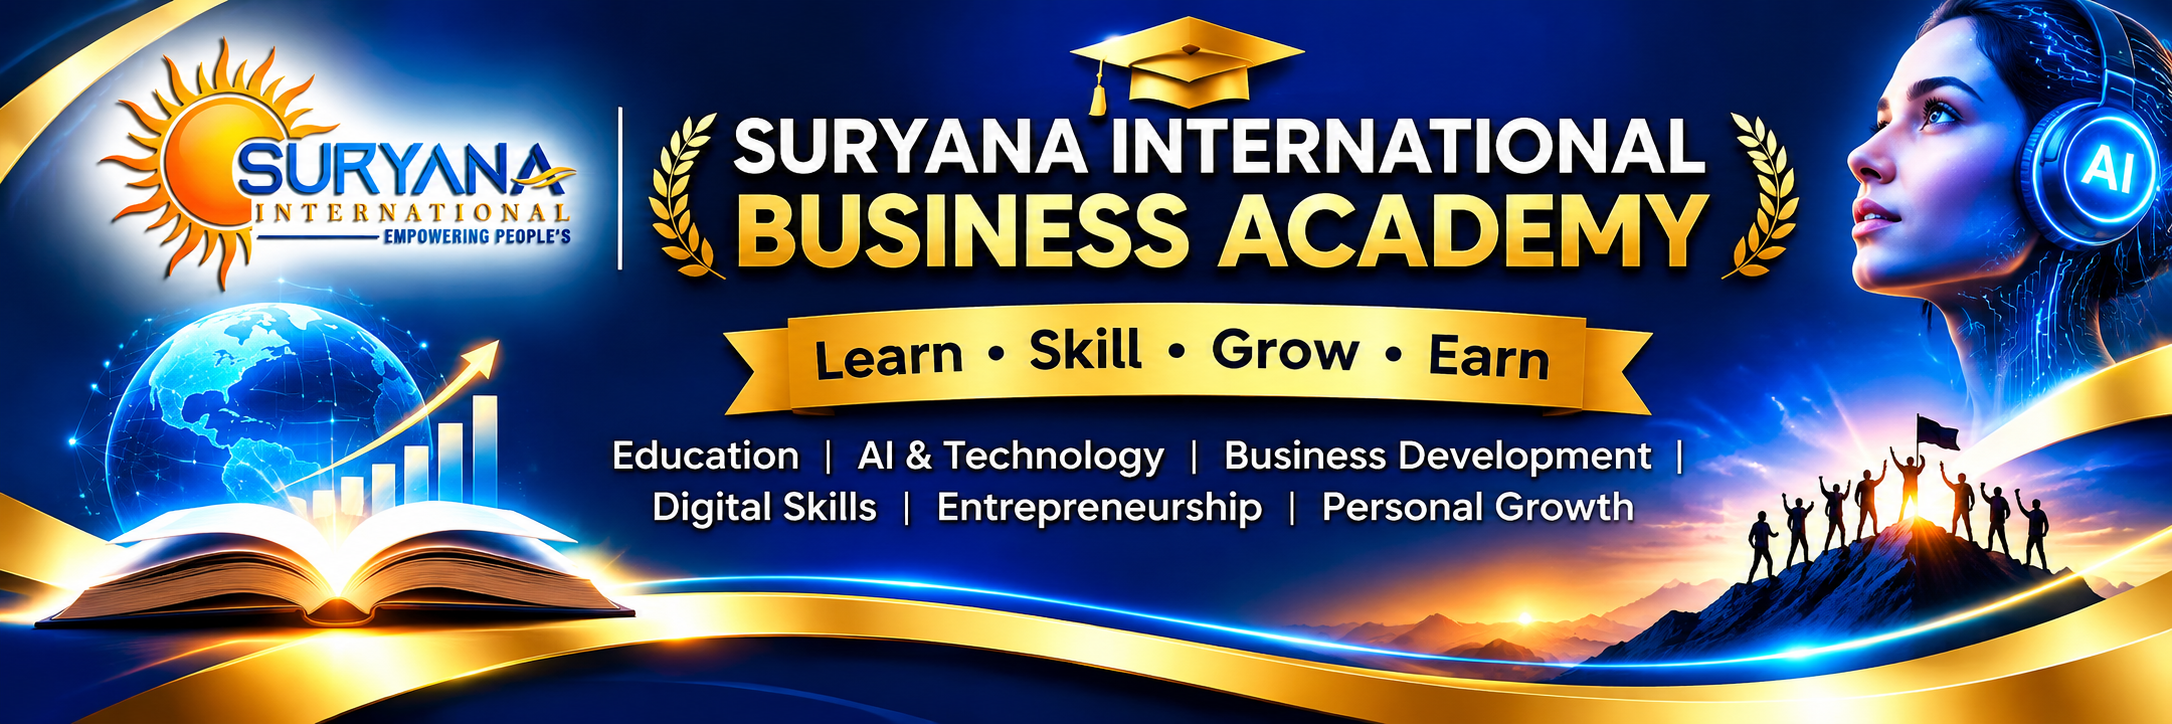 SURYANA
INTERNATIONAL
EMPOWERING PEOPLE'S
SURYANA INTERNATIONAL
BUSINESS ACADEMY
Learn • Skill • Grow • Earn
Education | AI & Technology | Business Development |
Digital Skills | Entrepreneurship | Personal Growth
AI